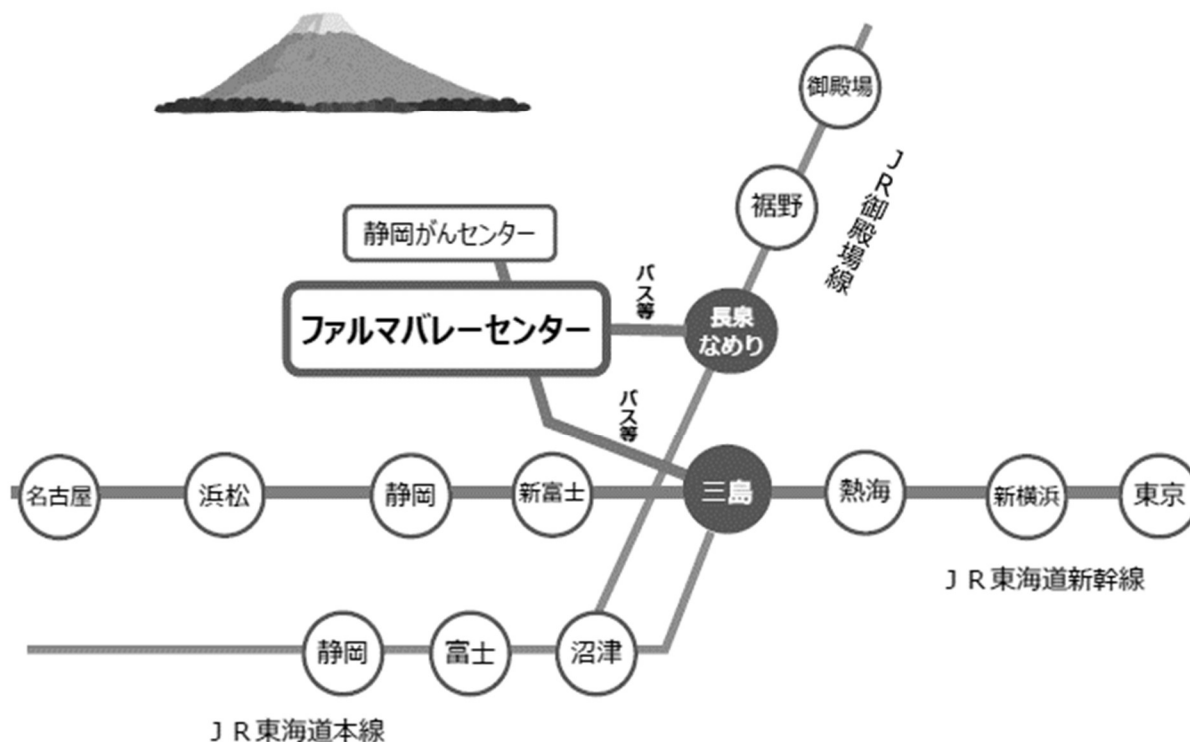 御殿場
裾野
JR御殿場線
静岡がんセンター
バス等
ファルマバレーセンター
長泉
なめり
バス等
名古屋
浜松
静岡
新富士
三島
熱海
新横浜
東京
JR東海道新幹線
静岡
富士
沼津
JR東海道本線